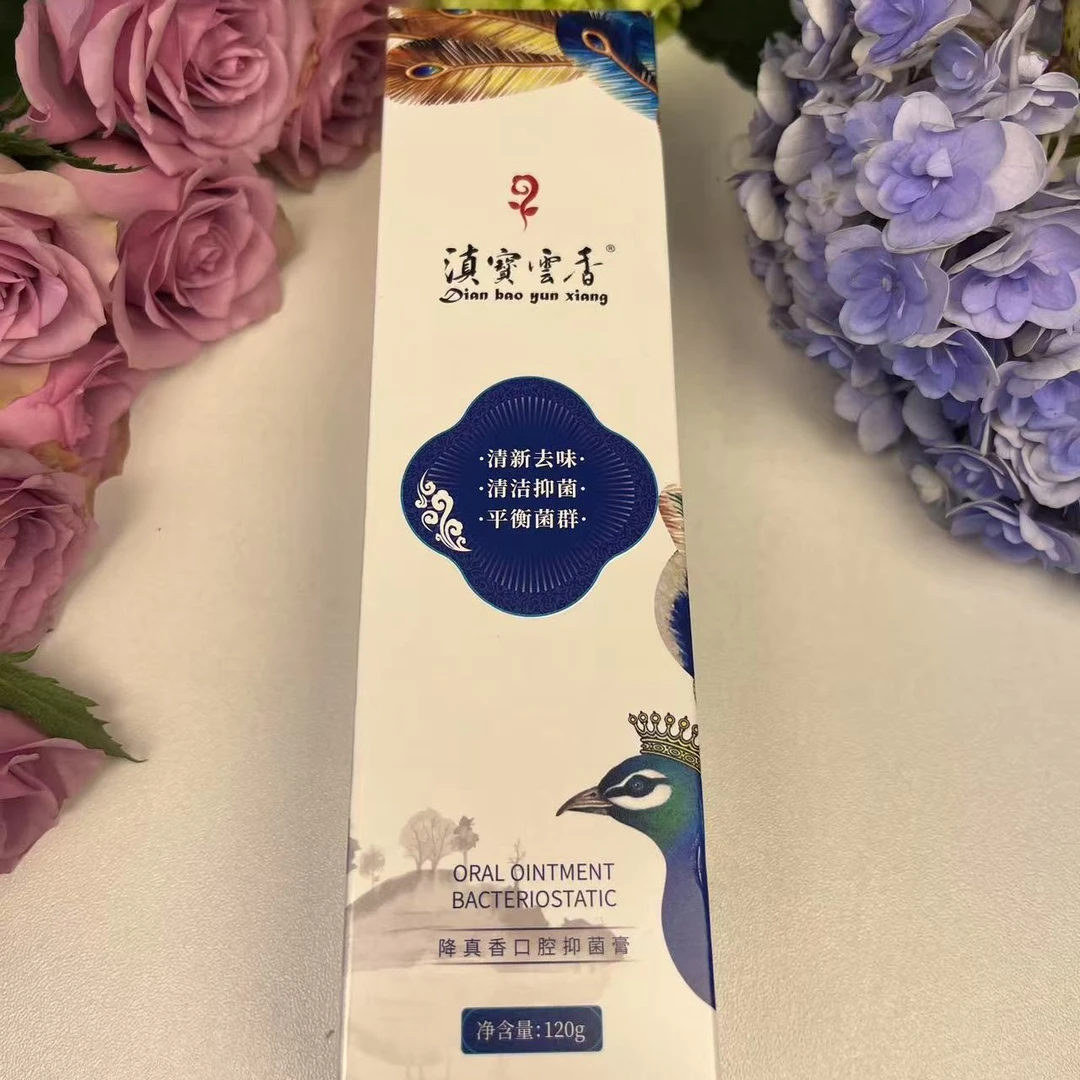 滇寶雲香®
Dian bao yun xiang
·清新去味·
·清洁抑菌·
·平衡菌群·
ORAL OINTMENT
BACTERIOSTATIC
降真香口腔抑菌膏
净含量:120g